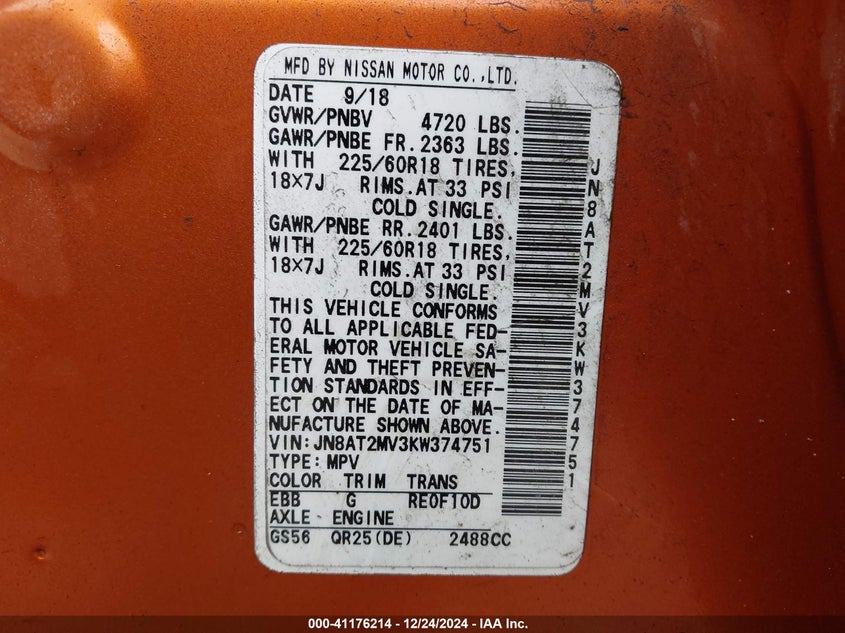 MFD BY NISSAN MOTOR CO.,LTD.
DATE 9/18
GVWR/PNBV 4720 LBS.
GAWR/PNBE FR. 2363 LBS.
WITH 225/60R18 TIRES,
18X7J RIMS. AT 33 PSI
COLD SINGLE.
GAWR/PNBE RR. 2401 LBS.
WITH 225/60R18 TIRES,
18X7J RIMS. AT 33 PSI
COLD SINGLE.
THIS VEHICLE CONFORMS
TO ALL APPLICABLE FED-
ERAL MOTOR VEHICLE SA-
FETY AND THEFT PREVEN-
TION STANDARDS IN EFF-
ECT ON THE DATE OF MA-
NUFACTURE SHOWN ABOVE.
VIN: JN8AT2MV3KW374751
TYPE: MPV
COLOR TRIM TRANS
EBB G RE0F10D
AXLE ENGINE
GS56 QR25(DE) 2488CC
JN8AT2MV3KW374751
000-41176214 - 12/24/2024 - IAA Inc.